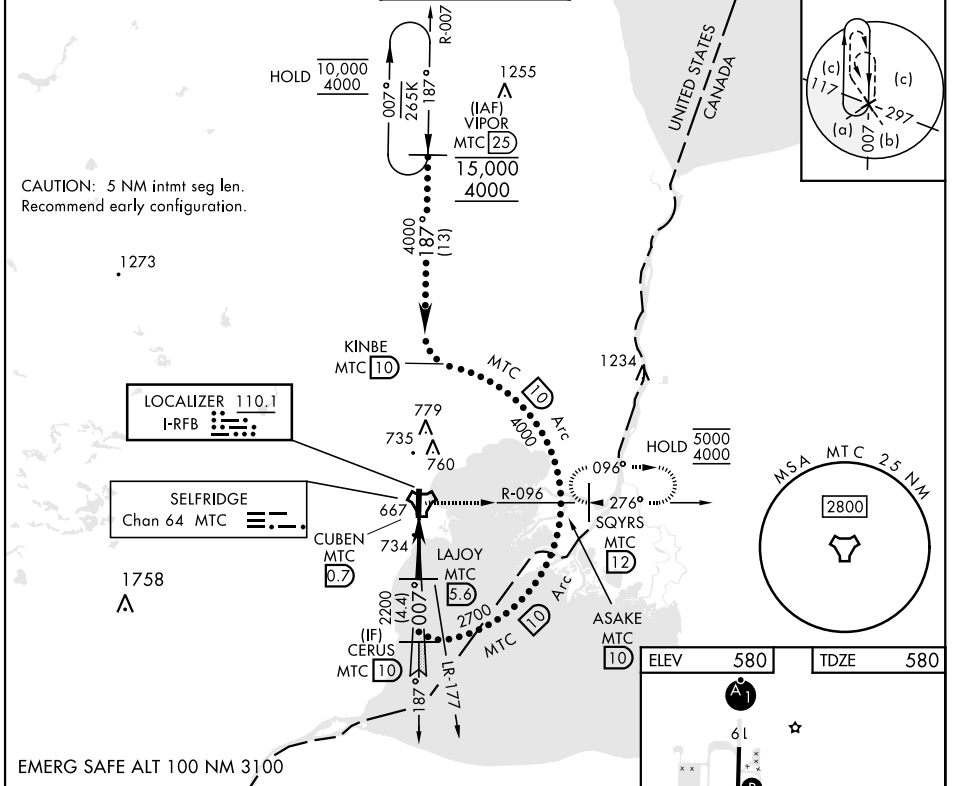 R-007
HOLD 10,000
4000
007°
265K
187°
1255
(IAF)
VIPOR
MTC 25
15,000
4000
UNITED STATES
CANADA
(c)
(c)
117
297
(a)
(b)
007
CAUTION: 5 NM intmt seg len.
Recommend early configuration.
4000
187°
(13)
1273
KINBE
MTC 10
MTC 10 Arc
4000
1234
LOCALIZER 110.1
I-RFB
779
735
760
HOLD 5000
4000
096°
276°
R-096
SELFRIDGE
Chan 64 MTC
667
CUBEN
MTC
0.7
734
LAJOY
MTC
5.6
SQYRS
MTC
12
MSA MTC 25 NM
2800
1758
2200
(4.4)
007°
2700
MTC 10 Arc
(IF)
CERUS
MTC 10
187°
LR-177
ASAKE
MTC
10
ELEV 580
TDZE 580
A1
19
EMERG SAFE ALT 100 NM 3100